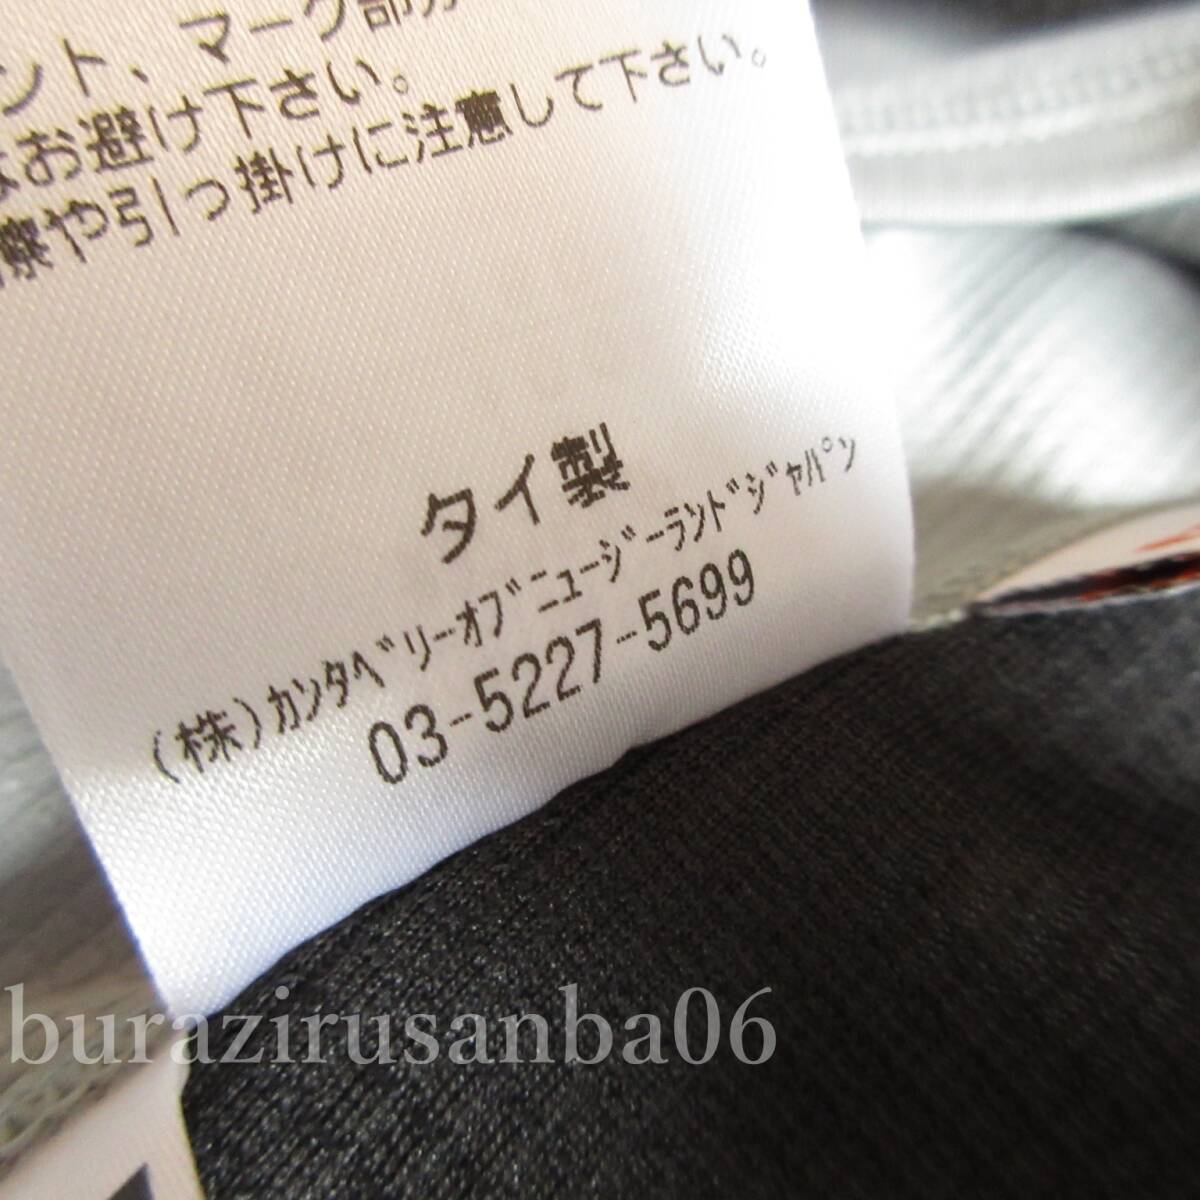 ント、マーク部分
はお避け下さい。
擦や引っ掛けに注意して下さい。
タイ製
(株)ｶﾝﾀﾍﾞﾘｰｵﾌﾞﾆｭｰｼﾞｰﾗﾝﾄﾞｼﾞｬﾊﾟﾝ
03-5227-5699
burazirusanba06